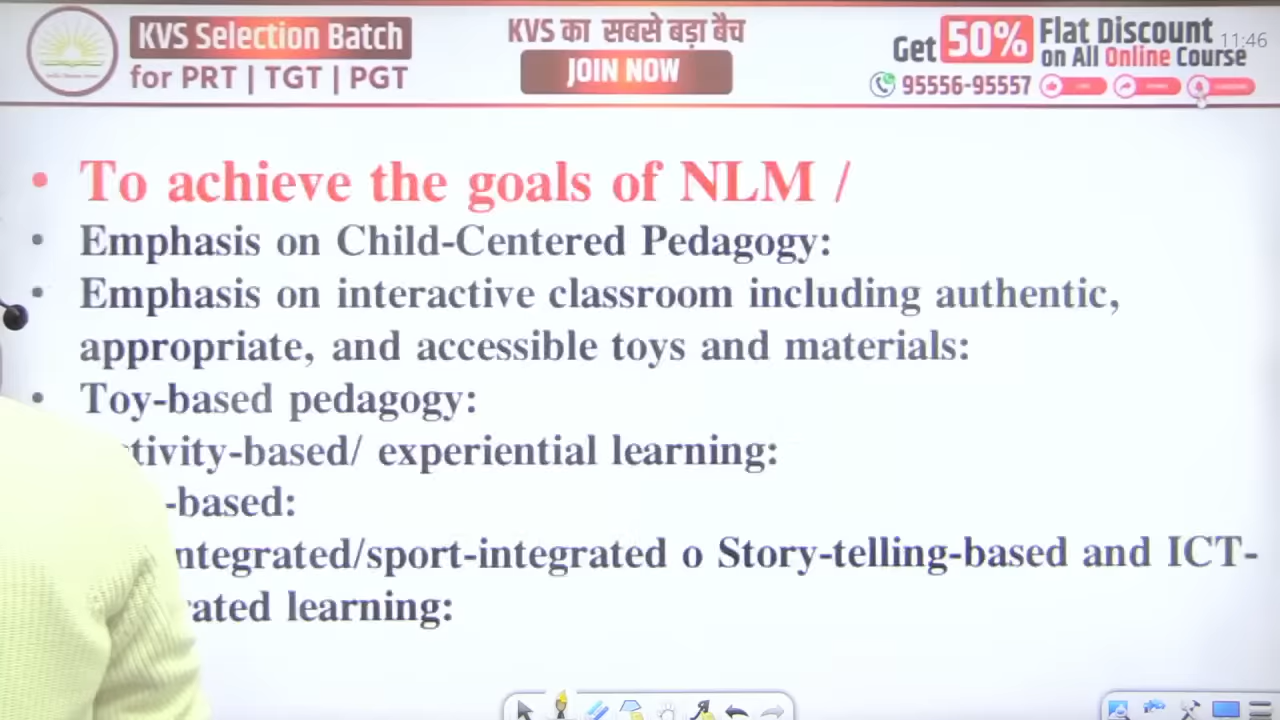 KVS Selection Batch
for PRT | TGT | PGT
KVS का सबसे बड़ा बैच
JOIN NOW
Get 50% Flat Discount
on All Online Course
11:46
95556-95557
• To achieve the goals of NLM /
• Emphasis on Child-Centered Pedagogy:
• Emphasis on interactive classroom including authentic,
appropriate, and accessible toys and materials:
• Toy-based pedagogy:
tivity-based/ experiential learning:
-based:
ntegrated/sport-integrated o Story-telling-based and ICT-
rated learning: